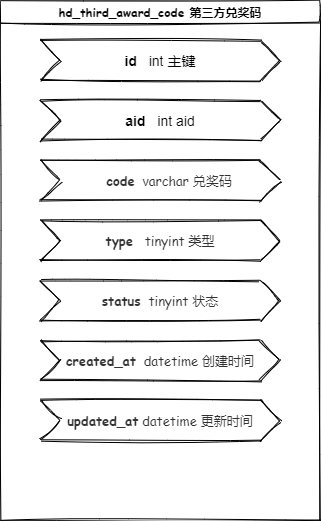 hd_third_award_code 第三方兑奖码
id int 主键
aid int aid
code varchar 兑奖码
type tinyint 类型
status tinyint 状态
created_at datetime 创建时间
updated_at datetime 更新时间